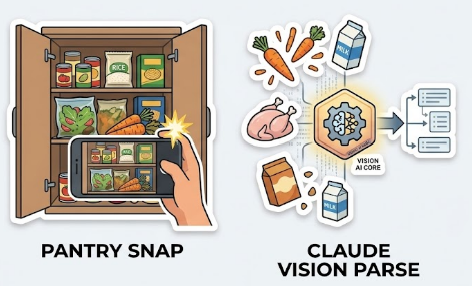 RICE
PANTRY SNAP
MILK
VISION
AI CORE
MILK
CLAUDE
VISION PARSE